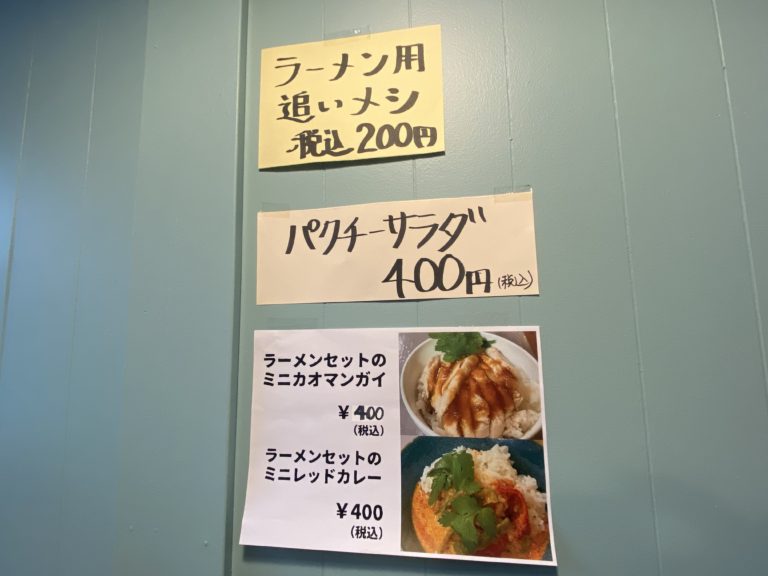 ラーメン用
追いメシ
税込200円
パクチーサラダ
400円(税込)
ラーメンセットの
ミニカオマンガイ
¥400
(税込)
ラーメンセットの
ミニレッドカレー
¥400
(税込)